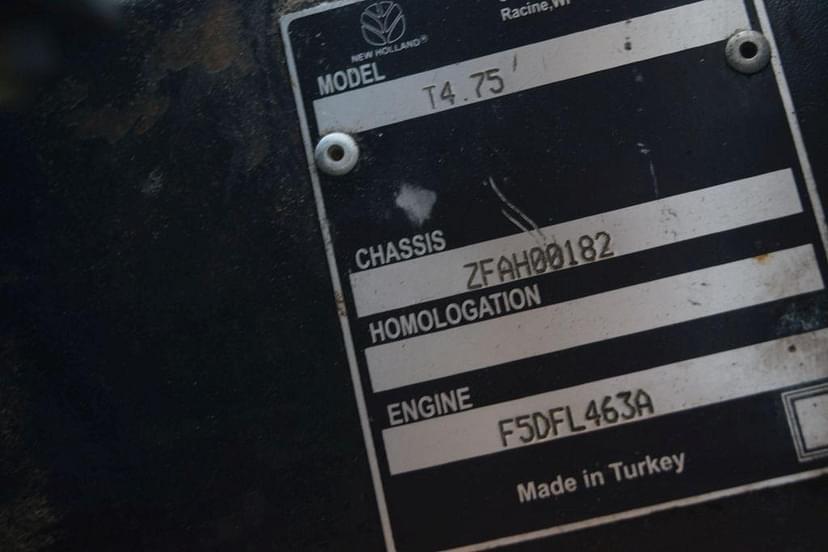 Racine, WI
NEW HOLLAND®
MODEL
T4.75
CHASSIS
ZFAH00182
HOMOLOGATION
ENGINE
F5DFL463A
Made in Turkey